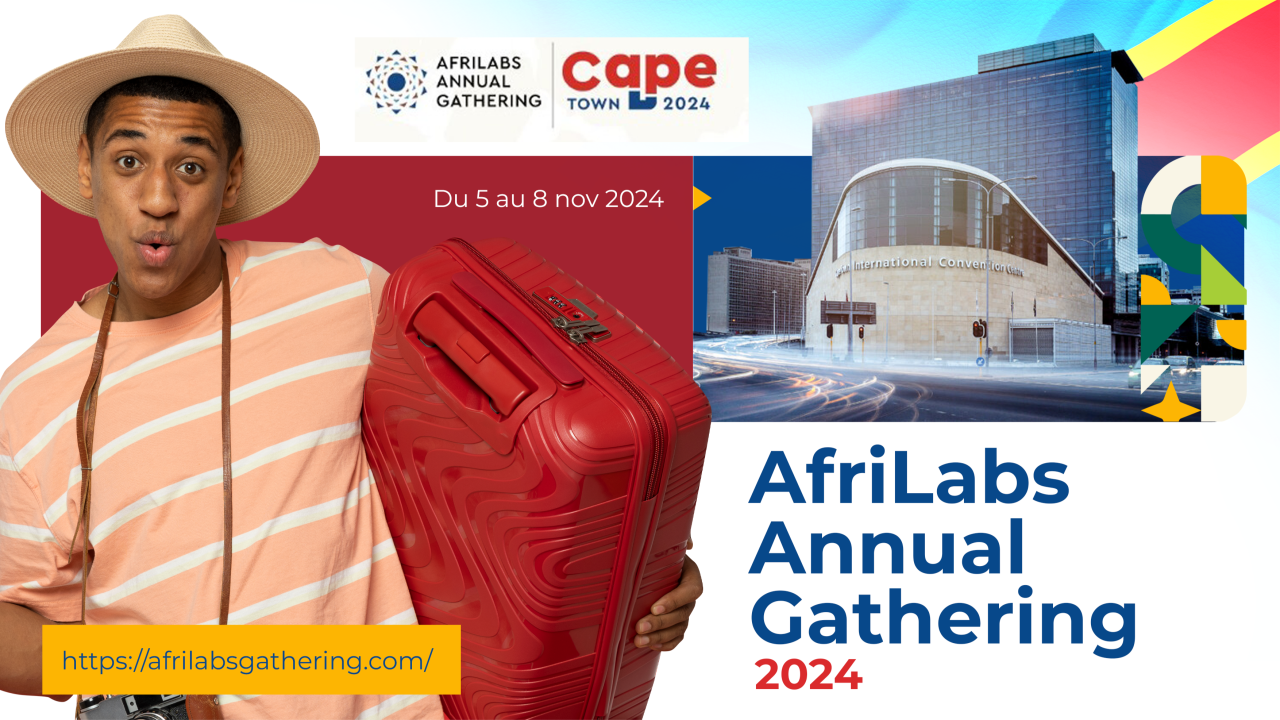 AFRILABS
ANNUAL
GATHERING
Cape
TOWN 2024
Du 5 au 8 nov 2024
International Convention Centre
AfriLabs
Annual
Gathering
2024
https://afrilabsgathering.com/